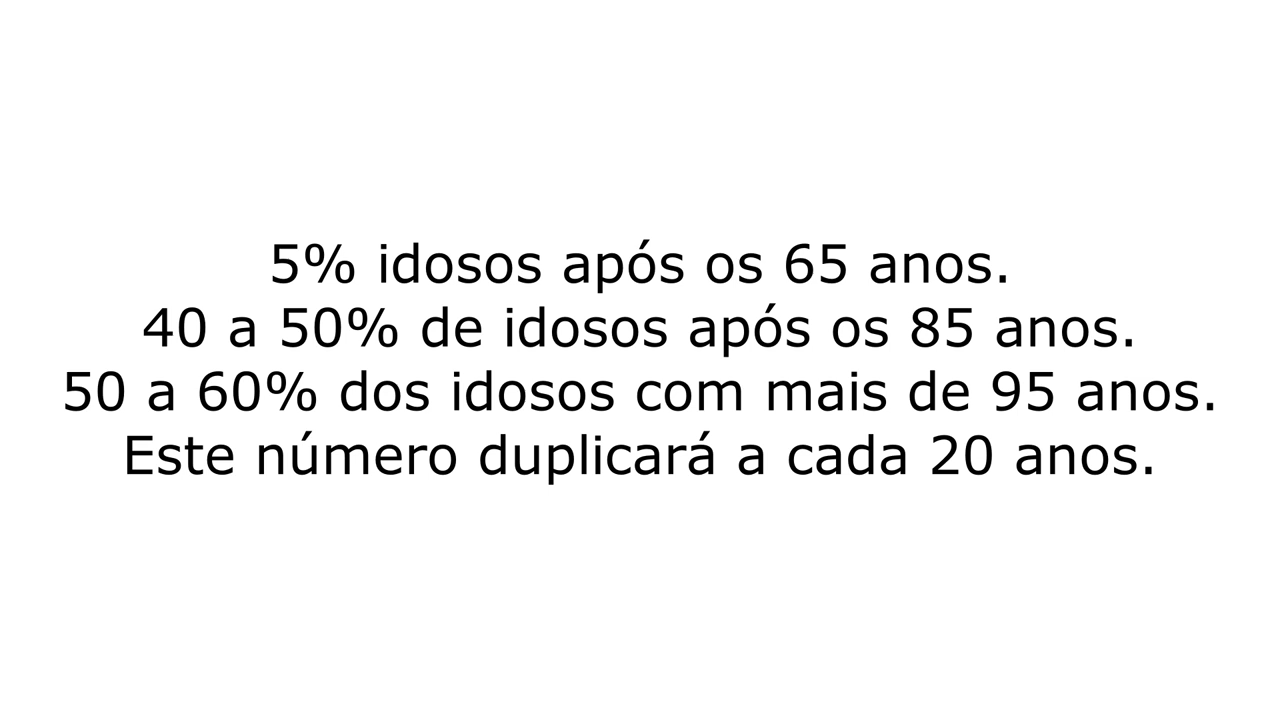 5% idosos após os 65 anos.
40 a 50% de idosos após os 85 anos.
50 a 60% dos idosos com mais de 95 anos.
Este número duplicará a cada 20 anos.